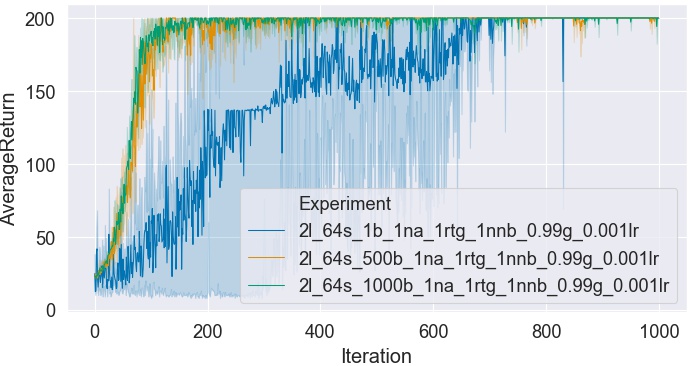 200
150
100
50
0
AverageReturn
Experiment
2l_64s_1b_1na_1rtg_1nnb_0.99g_0.001lr
2l_64s_500b_1na_1rtg_1nnb_0.99g_0.001lr
2l_64s_1000b_1na_1rtg_1nnb_0.99g_0.001lr
0 200 400 600 800 1000
Iteration